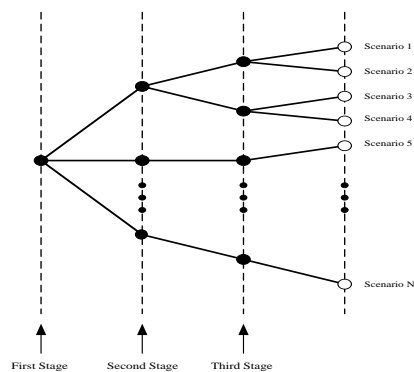 Scenario 1
Scenario 2
Scenario 3
Scenario 4
Scenario 5
Scenario N
First Stage Second Stage Third Stage